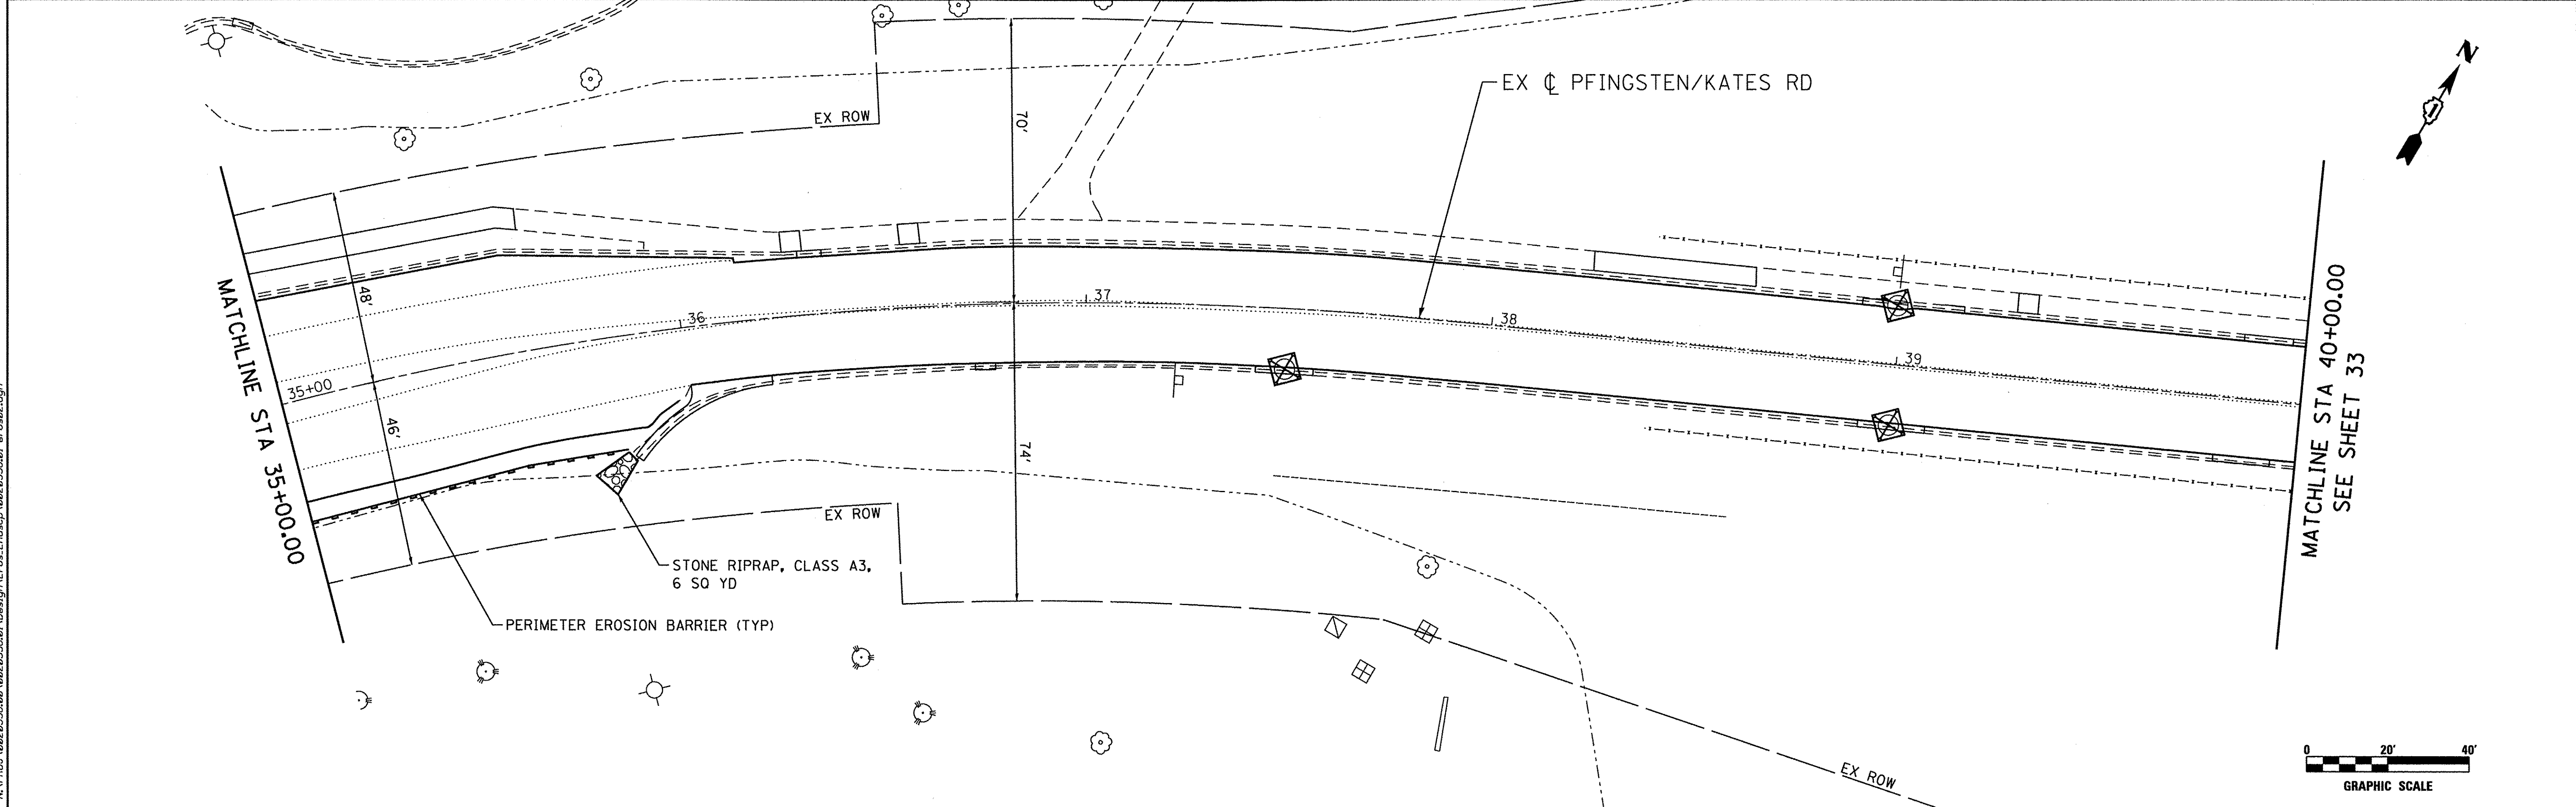 EX ℄ PFINGSTEN/KATES RD
N
1
EX ROW
70'
MATCHLINE STA 35+00.00
48'
35+00
36
37
38
39
46'
74'
MATCHLINE STA 40+00.00
SEE SHEET 33
EX ROW
STONE RIPRAP, CLASS A3,
6 SQ YD
PERIMETER EROSION BARRIER (TYP)
EX ROW
0 20' 40'
GRAPHIC SCALE